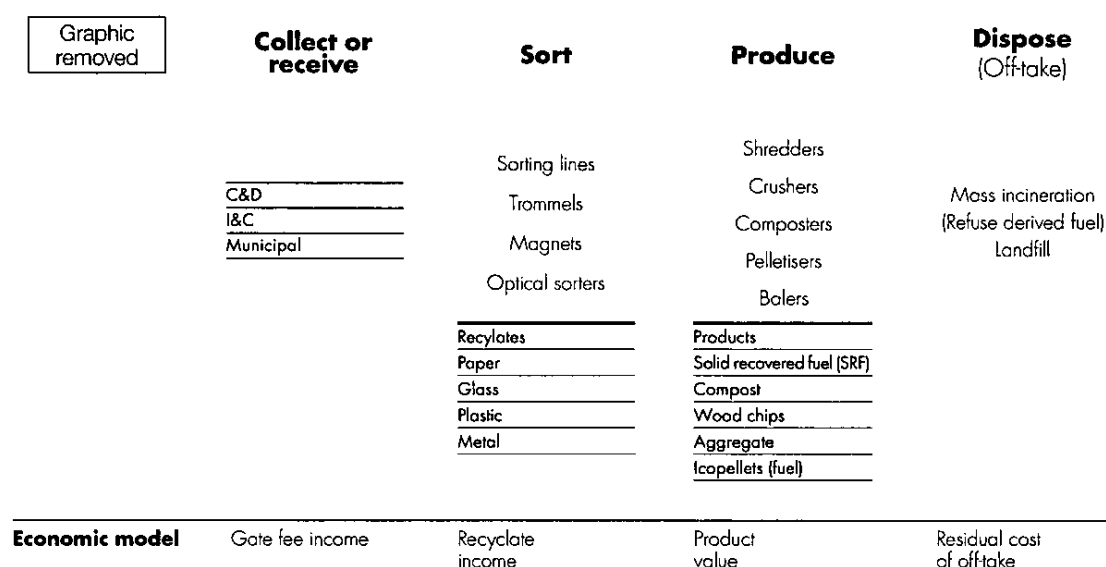 Graphic
removed
Collect or
receive
Sort
Produce
Dispose
(Off-take)
C&D
I&C
Municipal
Sorting lines
Trommels
Magnets
Optical sorters
Recylates
Paper
Glass
Plastic
Metal
Shredders
Crushers
Composters
Pelletisers
Balers
Products
Solid recovered fuel (SRF)
Compost
Wood chips
Aggregate
Icopellets (fuel)
Mass incineration
(Refuse derived fuel)
Landfill
Economic model
Gate fee income
Recyclate
income
Product
value
Residual cost
of off-take